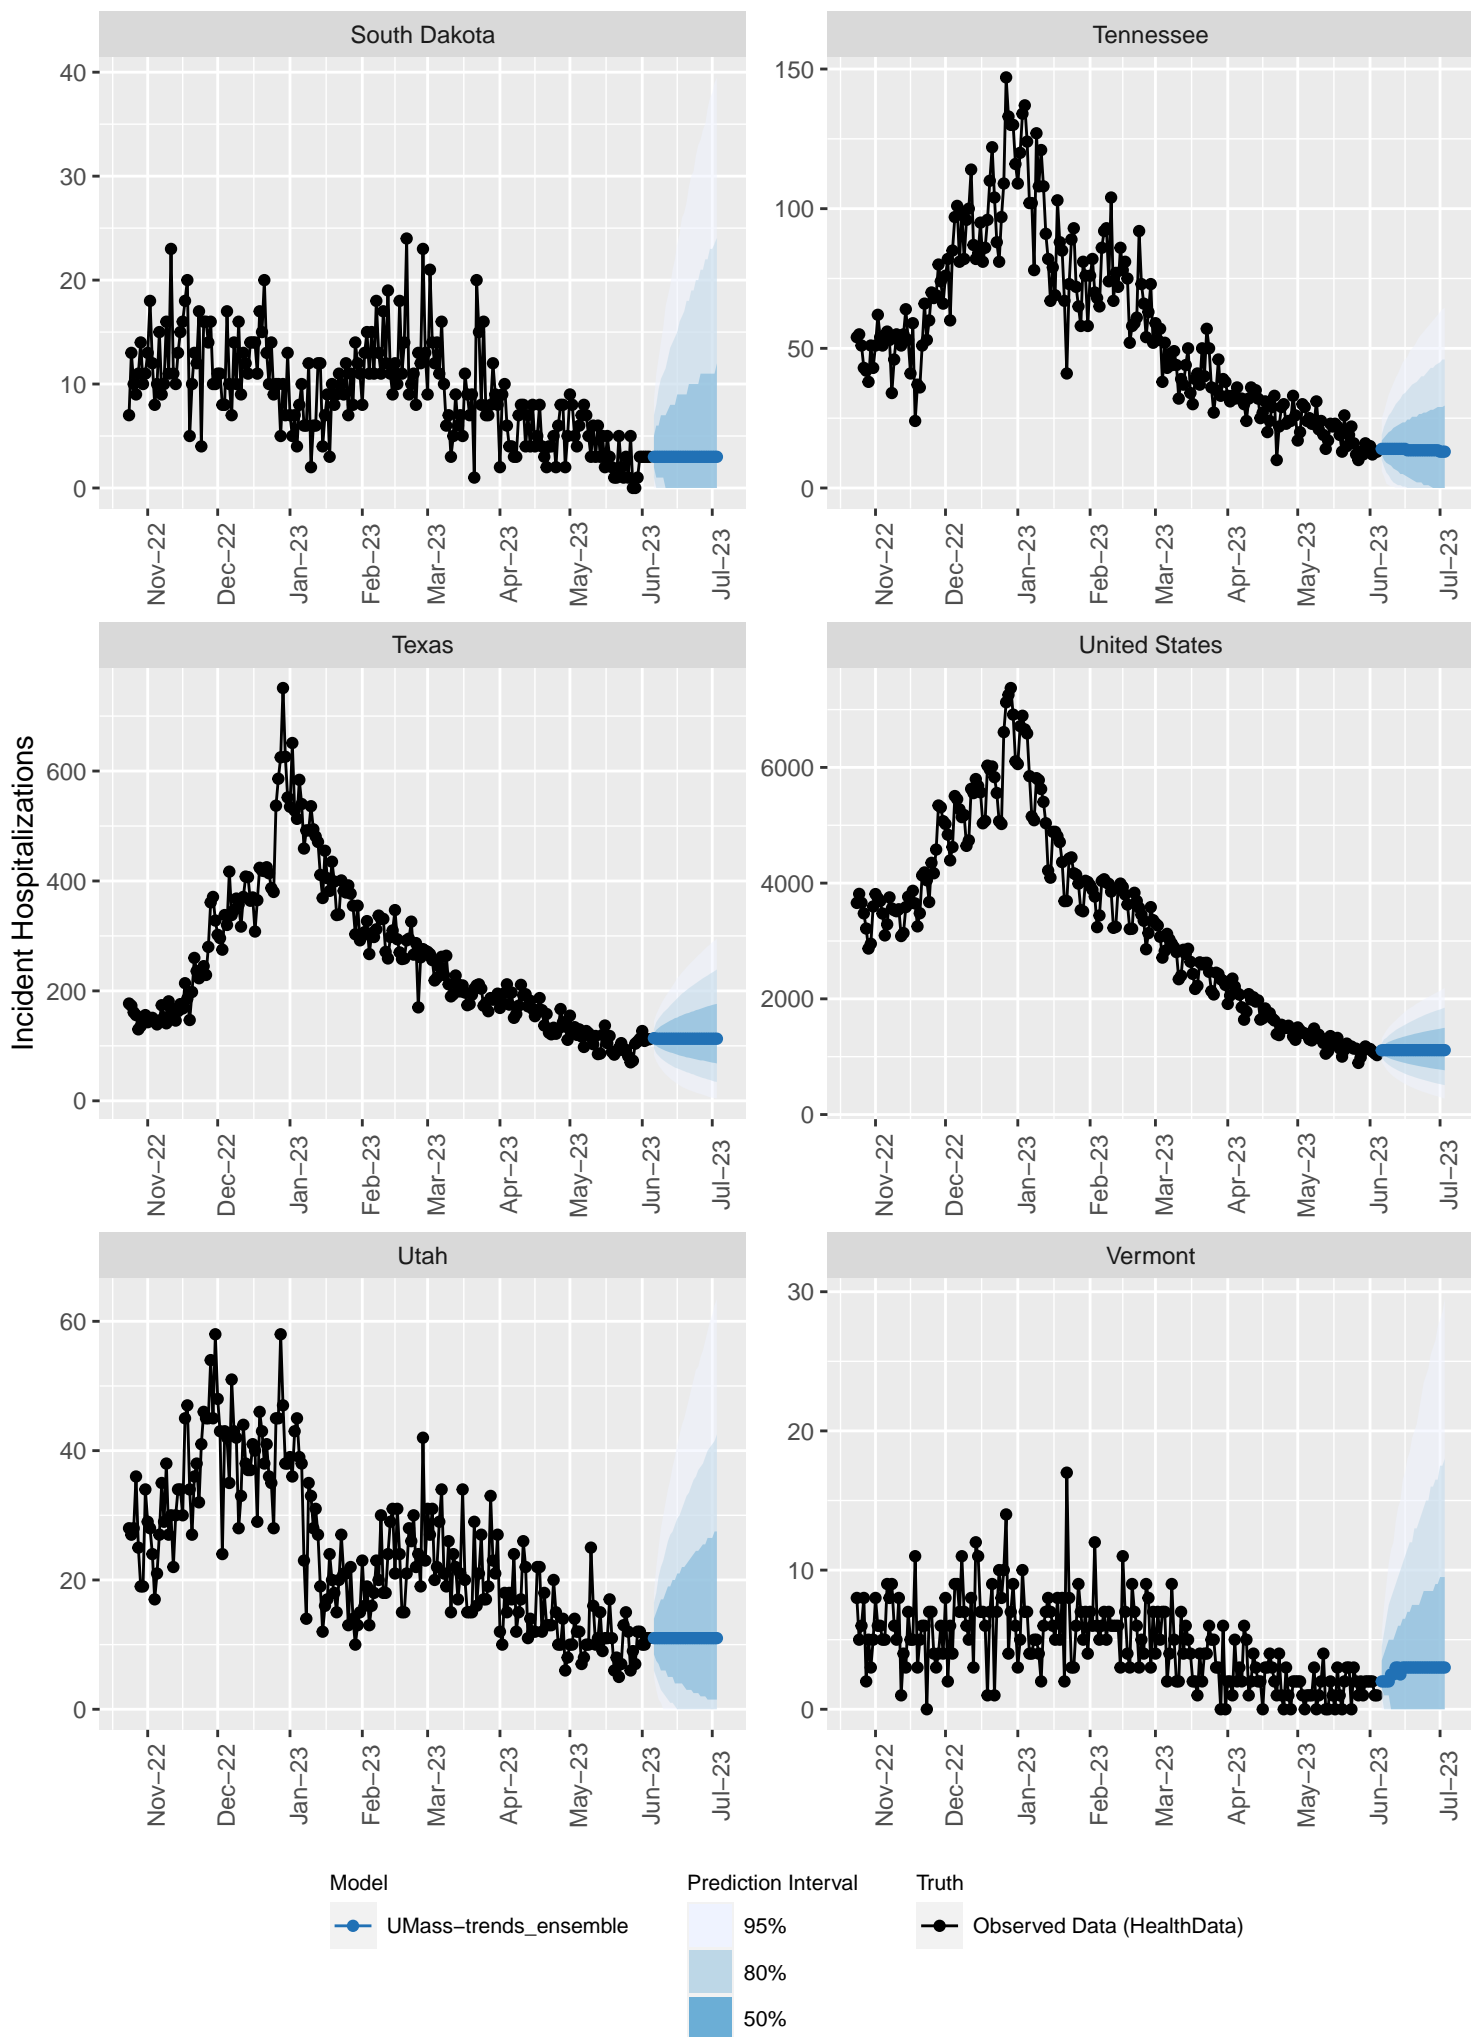 South Dakota
Tennessee
40
30
20
10
0
150
100
50
0
Nov−22
Dec−22
Jan−23
Feb−23
Mar−23
Apr−23
May−23
Jun−23
Jul−23
Nov−22
Dec−22
Jan−23
Feb−23
Mar−23
Apr−23
May−23
Jun−23
Jul−23
Incident Hospitalizations
Texas
United States
600
400
200
0
6000
4000
2000
0
Nov−22
Dec−22
Jan−23
Feb−23
Mar−23
Apr−23
May−23
Jun−23
Jul−23
Nov−22
Dec−22
Jan−23
Feb−23
Mar−23
Apr−23
May−23
Jun−23
Jul−23
Utah
Vermont
60
40
20
0
30
20
10
0
Nov−22
Dec−22
Jan−23
Feb−23
Mar−23
Apr−23
May−23
Jun−23
Jul−23
Nov−22
Dec−22
Jan−23
Feb−23
Mar−23
Apr−23
May−23
Jun−23
Jul−23
Model
UMass−trends_ensemble
Prediction Interval
95%
80%
50%
Truth
Observed Data (HealthData)